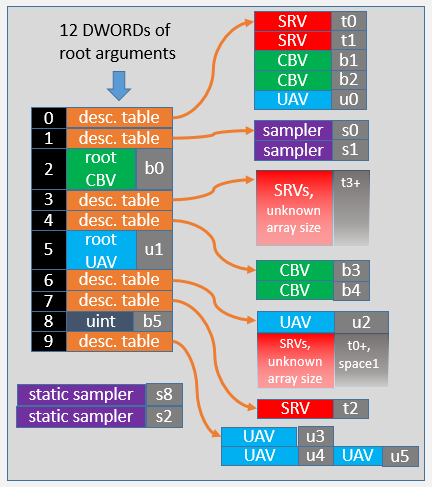 12 DWORDs of
root arguments
0 desc. table
1 desc. table
2 root CBV b0
3 desc. table
4 desc. table
5 root UAV u1
6 desc. table
7 desc. table
8 uint b5
9 desc. table
static sampler s8
static sampler s2
SRV t0
SRV t1
CBV b1
CBV b2
UAV u0
sampler s0
sampler s1
SRVs, t3+
unknown
array size
CBV b3
CBV b4
UAV u2
SRVs, t0+,
unknown space1
array size
SRV t2
UAV u3
UAV u4 UAV u5